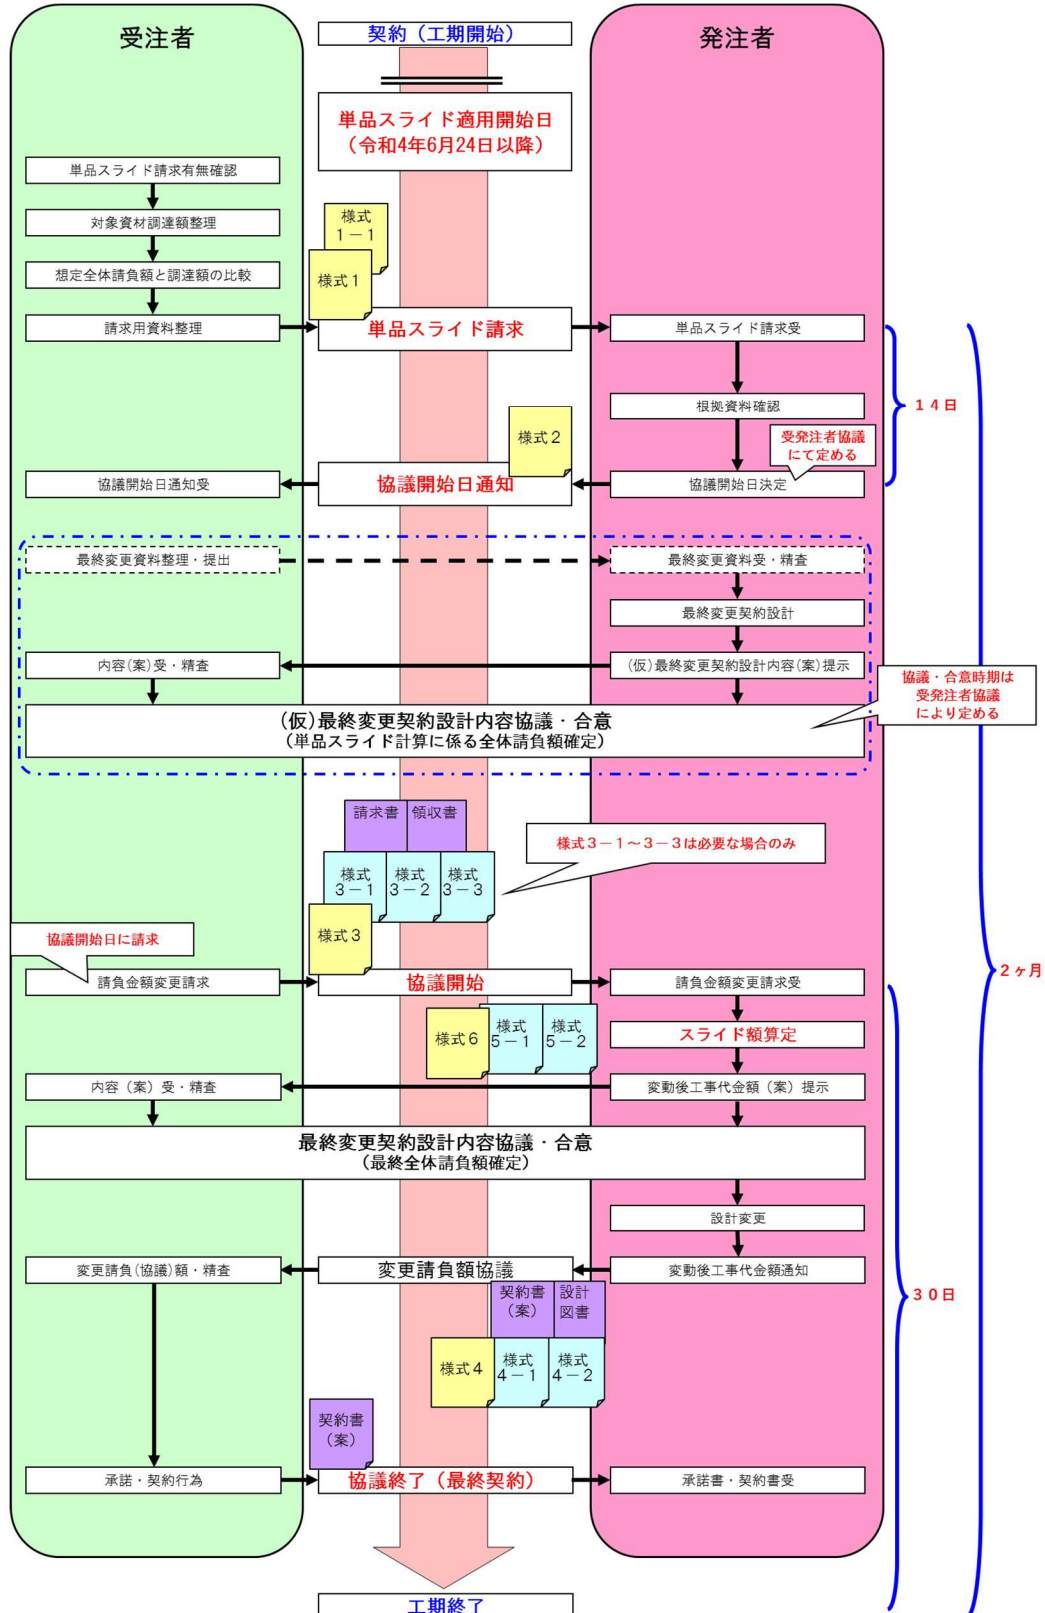 受注者
契約（工期開始）
発注者
単品スライド適用開始日
（令和4年6月24日以降）
単品スライド請求有無確認
対象資材調達額整理
想定全体請負額と調達額の比較
様式
１－１
様式１
請求用資料整理
単品スライド請求
単品スライド請求受
１４日
根拠資料確認
様式２
受発注者協議
にて定める
協議開始日通知受
協議開始日通知
協議開始日決定
最終変更資料整理・提出
最終変更資料受・精査
最終変更契約設計
内容(案)受・精査
(仮)最終変更契約設計内容(案)提示
協議・合意時期は
受発注者協議
により定める
(仮)最終変更契約設計内容協議・合意
(単品スライド計算に係る全体請負額確定)
請求書
領収書
様式３－１～３－３は必要な場合のみ
様式
３－１
様式
３－２
様式
３－３
様式３
協議開始日に請求
請負金額変更請求
協議開始
請負金額変更請求受
２ヶ月
様式６
様式
５－１
様式
５－２
スライド額算定
内容（案）受・精査
変動後工事代金額（案）提示
最終変更契約設計内容協議・合意
(最終全体請負額確定)
設計変更
変更請負(協議)額・精査
変更請負額協議
変動後工事代金額通知
３０日
契約書
（案）
設計
図書
様式４
様式
４－１
様式
４－２
契約書
（案）
承諾・契約行為
協議終了（最終契約）
承諾書・契約書受
工期終了